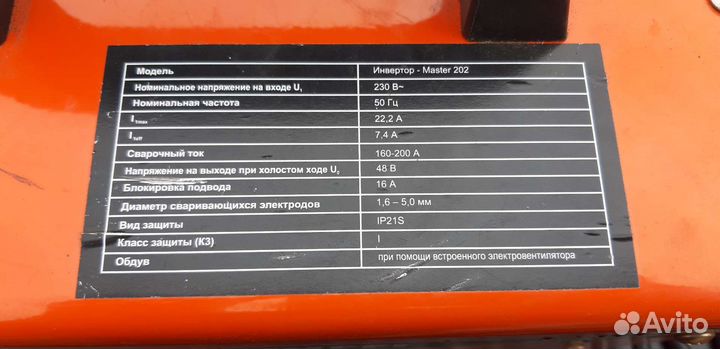 Модель Инвертор - Master 202
Номинальное напряжение на входе U₁ 230 В~
Номинальная частота 50 Гц
I₁max 22,2 А
I₁eff 7,4 А
Сварочный ток 160-200 А
Напряжение на выходе при холостом ходе U₀ 48 В
Блокировка подвода 16 А
Диаметр сваривающихся электродов 1,6 – 5,0 мм
Вид защиты IP21S
Класс защиты (КЗ) I
Обдув при помощи встроенного электровентилятора
Avito